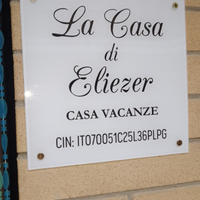 La Casa
di
Eliezer
CASA VACANZE
CIN: IT070051C25L36PLPG